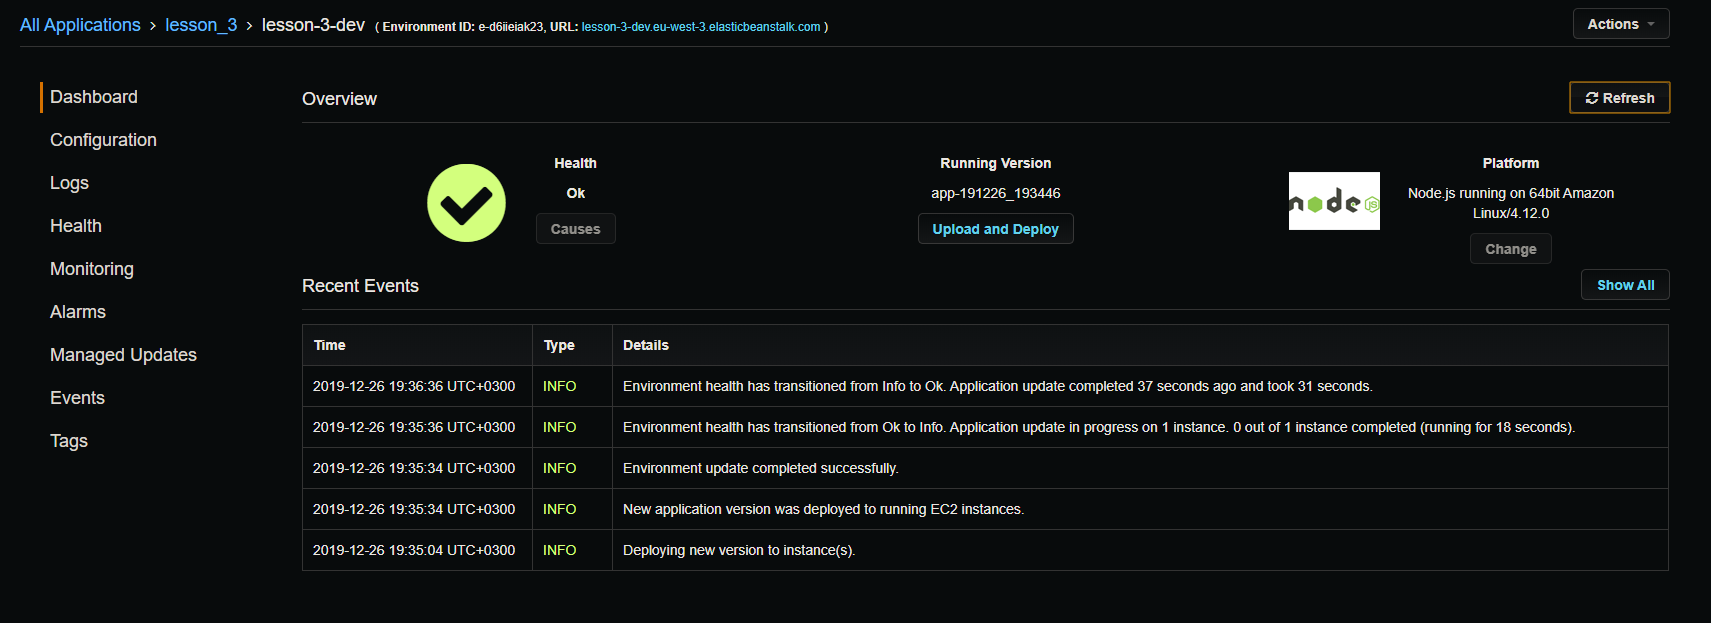 All Applications > lesson_3 > lesson-3-dev ( Environment ID: e-d6iieiak23, URL: lesson-3-dev.eu-west-3.elasticbeanstalk.com )
Actions
Dashboard
Configuration
Logs
Health
Monitoring
Alarms
Managed Updates
Events
Tags
Overview
Refresh
Health
Ok
Causes
Running Version
app-191226_193446
Upload and Deploy
node JS
Platform
Node.js running on 64bit Amazon
Linux/4.12.0
Change
Recent Events
Show All
Time Type Details
2019-12-26 19:36:36 UTC+0300 INFO Environment health has transitioned from Info to Ok. Application update completed 37 seconds ago and took 31 seconds.
2019-12-26 19:35:36 UTC+0300 INFO Environment health has transitioned from Ok to Info. Application update in progress on 1 instance. 0 out of 1 instance completed (running for 18 seconds).
2019-12-26 19:35:34 UTC+0300 INFO Environment update completed successfully.
2019-12-26 19:35:34 UTC+0300 INFO New application version was deployed to running EC2 instances.
2019-12-26 19:35:04 UTC+0300 INFO Deploying new version to instance(s).